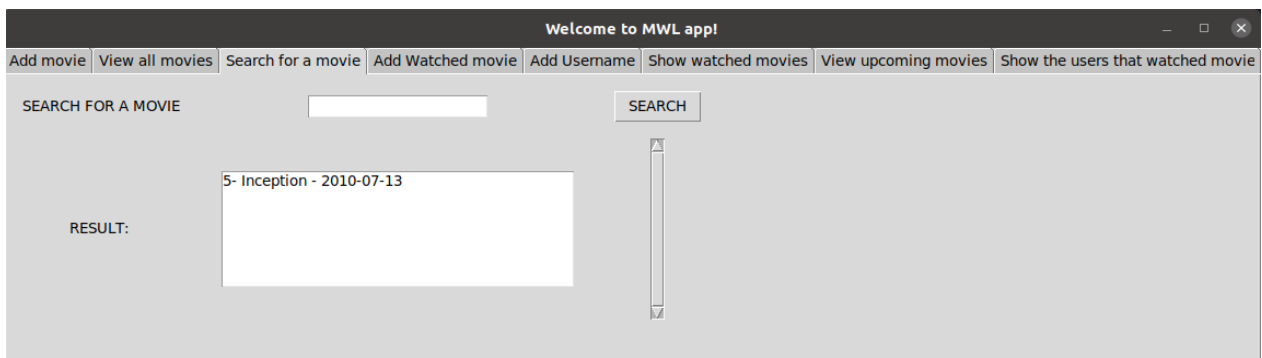 Welcome to MWL app!
Add movie View all movies Search for a movie Add Watched movie Add Username Show watched movies View upcoming movies Show the users that watched movie
SEARCH FOR A MOVIE SEARCH
5- Inception - 2010-07-13
RESULT: